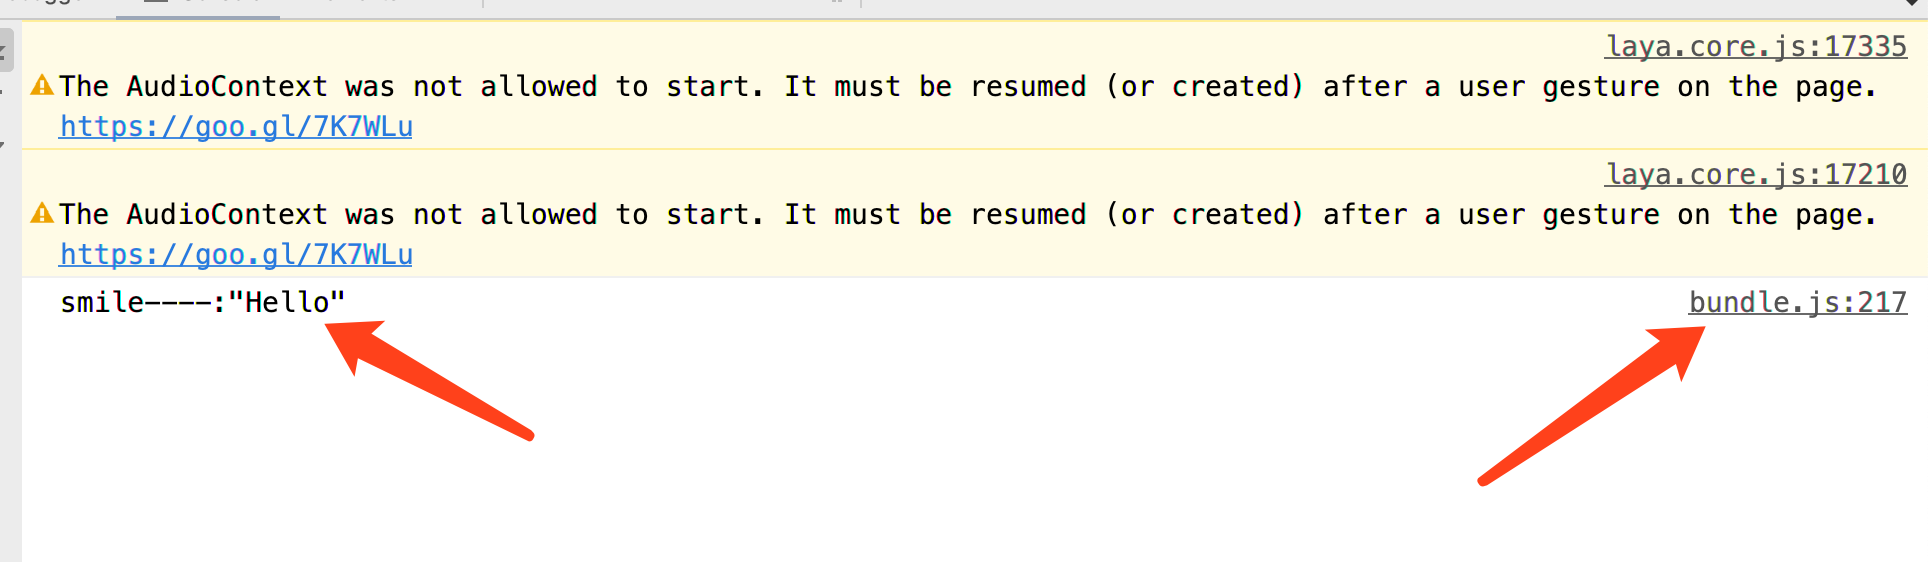 laya.core.js:17335
The AudioContext was not allowed to start. It must be resumed (or created) after a user gesture on the page.
https://goo.gl/7K7WLu
laya.core.js:17210
The AudioContext was not allowed to start. It must be resumed (or created) after a user gesture on the page.
https://goo.gl/7K7WLu
smile----:"Hello" bundle.js:217